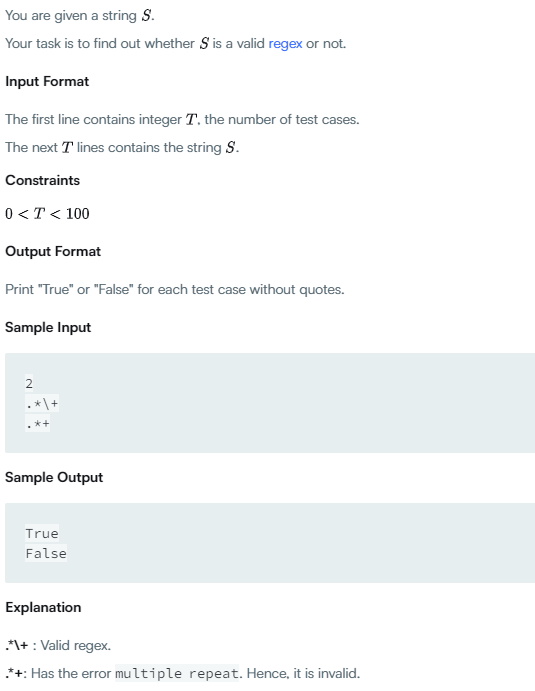 You are given a string S.
Your task is to find out whether S is a valid regex or not.
Input Format
The first line contains integer T, the number of test cases.
The next T lines contains the string S.
Constraints
0 < T < 100
Output Format
Print "True" or "False" for each test case without quotes.
Sample Input
2
.*\+
.*+
Sample Output
True
False
Explanation
.*\+ : Valid regex.
.*+: Has the error multiple repeat. Hence, it is invalid.